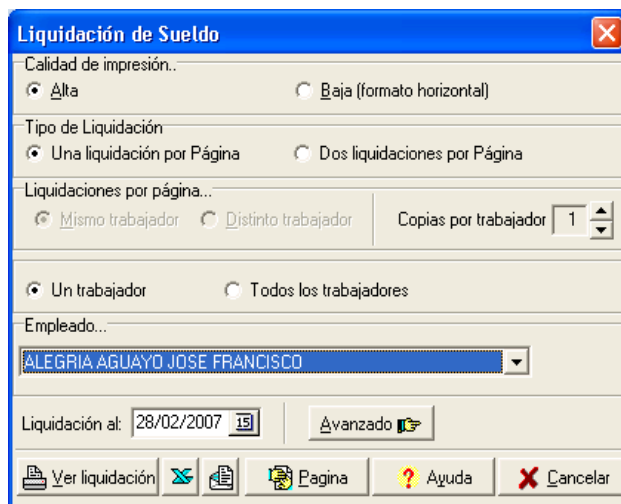 Liquidación de Sueldo
Calidad de impresión..
Alta Baja (formato horizontal)
Tipo de Liquidación
Una liquidación por Página Dos liquidaciones por Página
Liquidaciones por página...
Mismo trabajador Distinto trabajador Copias por trabajador 1
Un trabajador Todos los trabajadores
Empleado...
ALEGRIA AGUAYO JOSE FRANCISCO
Liquidación al: 28/02/2007 15 Avanzado
Ver liquidación Pagina ? Ayuda Cancelar